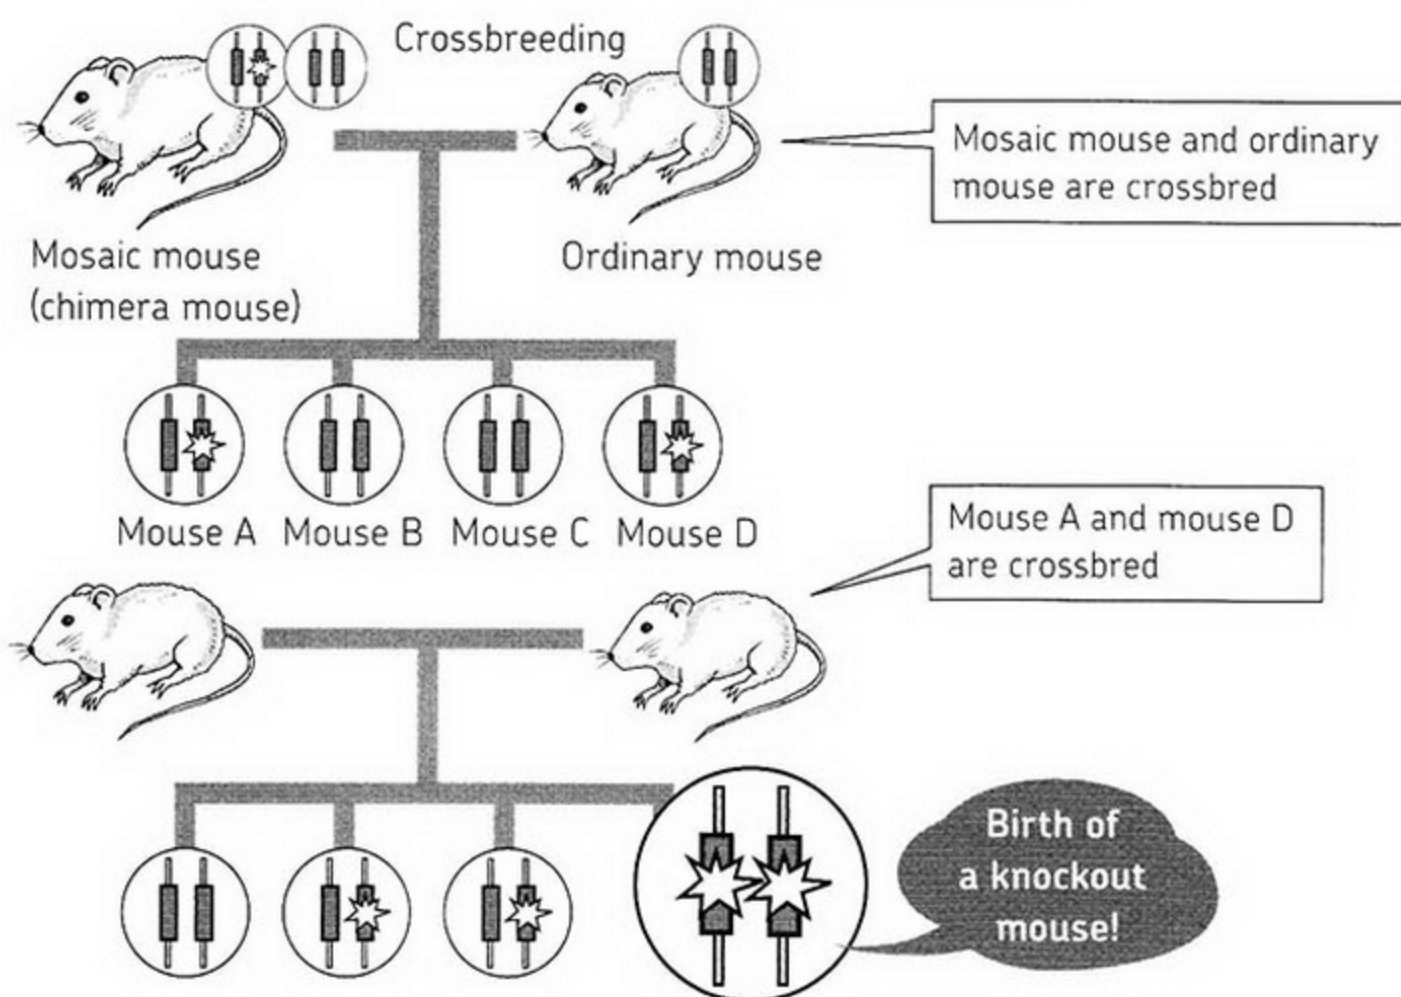 Crossbreeding
Mosaic mouse and ordinary
mouse are crossbred
Mosaic mouse
(chimera mouse)
Ordinary mouse
Mouse A
Mouse B
Mouse C
Mouse D
Mouse A and mouse D
are crossbred
Birth of
a knockout
mouse!